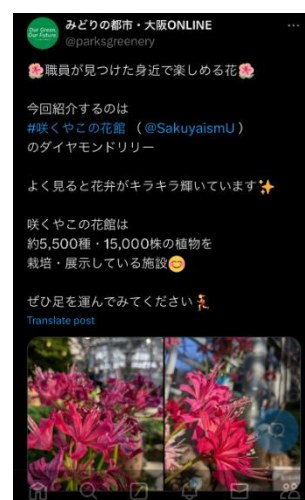 Our Green
Our Future
みどりの都市・大阪ONLINE
@parksgreenery
🌺職員が見つけた身近で楽しめる花🌺
今回紹介するのは
#咲くやこの花館 （@SakuyaismU）
のダイヤモンドリリー
よく見ると花弁がキラキラ輝いています✨
咲くやこの花館は
約5,500種・15,000株の植物を
栽培・展示している施設😊
ぜひ足を運んでみてください💃
Translate post